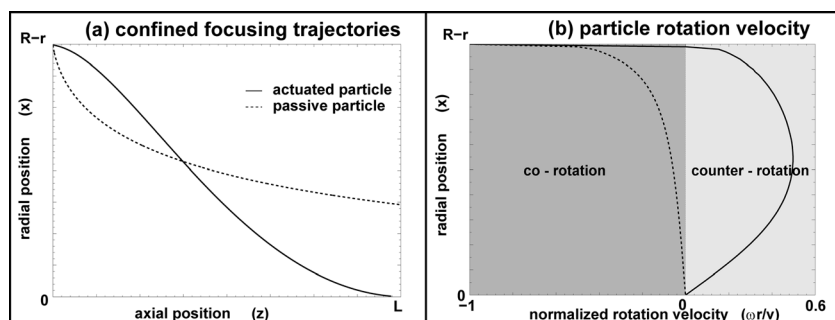 (a) confined focusing trajectories
R−r
actuated particle
passive particle
radial position (x)
0
L
axial position (z)
(b) particle rotation velocity
R−r
co - rotation
counter - rotation
radial position (x)
0
−1
0
0.6
normalized rotation velocity (ωr/v)